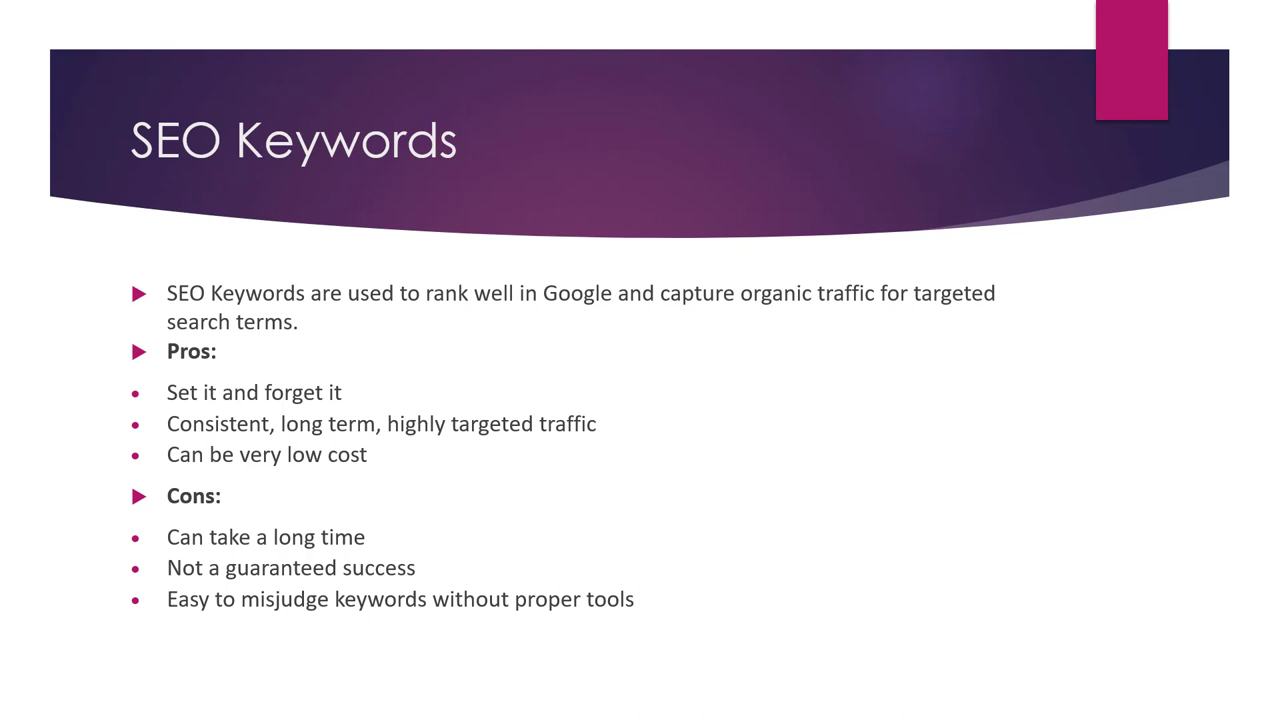 SEO Keywords
SEO Keywords are used to rank well in Google and capture organic traffic for targeted
search terms.
Pros:
Set it and forget it
Consistent, long term, highly targeted traffic
Can be very low cost
Cons:
Can take a long time
Not a guaranteed success
Easy to misjudge keywords without proper tools